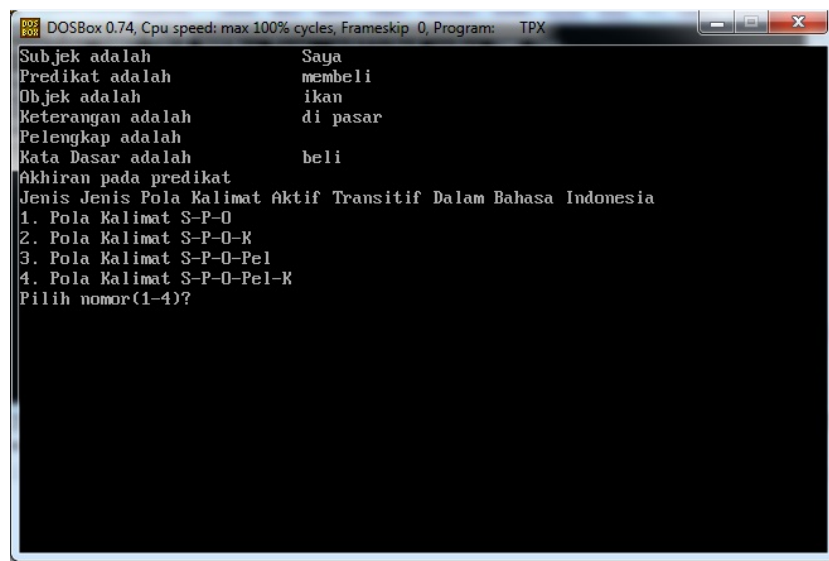 DOSBox 0.74, Cpu speed: max 100% cycles, Frameskip 0, Program: TPX
Subjek adalah Saya
Predikat adalah membeli
Objek adalah ikan
Keterangan adalah di pasar
Pelengkap adalah
Kata Dasar adalah beli
Akhiran pada predikat
Jenis Jenis Pola Kalimat Aktif Transitif Dalam Bahasa Indonesia
1. Pola Kalimat S-P-O
2. Pola Kalimat S-P-O-K
3. Pola Kalimat S-P-O-Pel
4. Pola Kalimat S-P-O-Pel-K
Pilih nomor(1-4)?